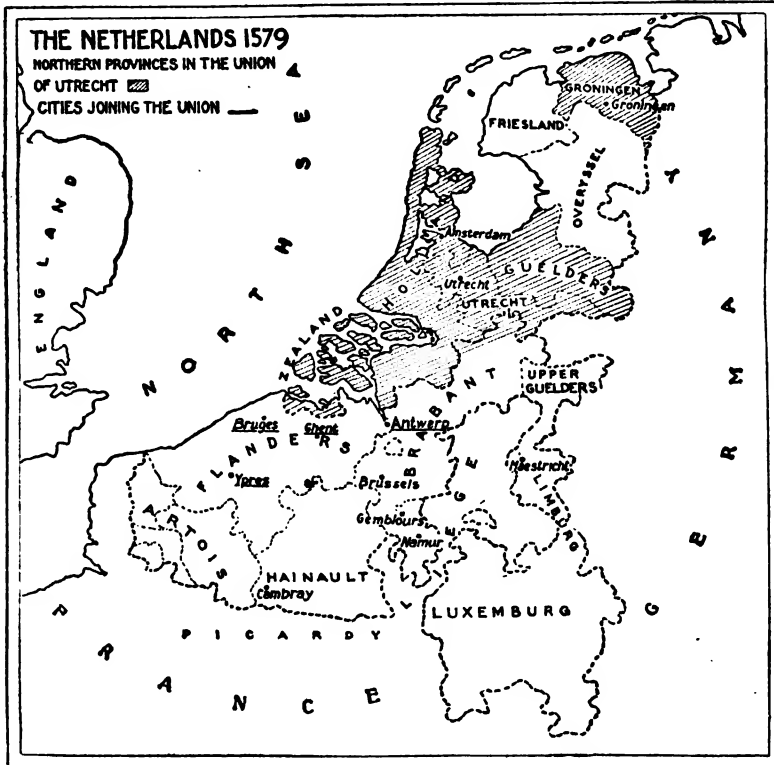 THE NETHERLANDS 1579
NORTHERN PROVINCES IN THE UNION
OF UTRECHT
CITIES JOINING THE UNION
NORTH SEA
ENGLAND
GRONINGEN
Groningen
FRIESLAND
OVERYSSEL
Amsterdam
HOLLAND
Utrecht
GUELDERS
UTRECHT
ZEALAND
UPPER
GUELDERS
BRABANT
Bruges
Ghent
Antwerp
FLANDERS
Ypres
Brussels
Maestricht
LIMBURG
LIEGE
Gemblours
Namur
ARTOIS
HAINAULT
Cambray
LUXEMBURG
PICARDY
FRANCE
GERMANY